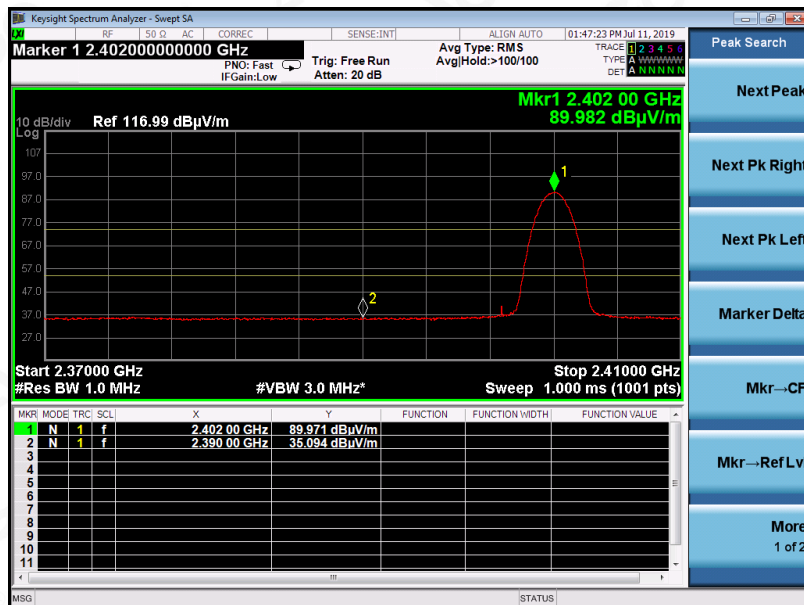 Keysight Spectrum Analyzer - Swept SA
LXI RF 50 Ω AC CORREC SENSE:INT ALIGN AUTO 01:47:23 PM Jul 11, 2019
Marker 1 2.402000000000 GHz
PNO: Fast
IFGain:Low
Trig: Free Run
Atten: 20 dB
Avg Type: RMS
Avg|Hold:>100/100
TRACE 1 2 3 4 5 6
TYPE A WWWWW
DET A N N N N N
Mkr1 2.402 00 GHz
89.982 dBµV/m
10 dB/div Ref 116.99 dBµV/m
Log
107
97.0
87.0
77.0
67.0
57.0
47.0
37.0
27.0
1
2
Start 2.37000 GHz Stop 2.41000 GHz
#Res BW 1.0 MHz #VBW 3.0 MHz* Sweep 1.000 ms (1001 pts)
MKR MODE TRC SCL X Y FUNCTION FUNCTION WIDTH FUNCTION VALUE
1 N 1 f 2.402 00 GHz 89.971 dBµV/m
2 N 1 f 2.390 00 GHz 35.094 dBµV/m
3
4
5
6
7
8
9
10
11
MSG STATUS
Peak Search
Next Peak
Next Pk Right
Next Pk Left
Marker Delta
Mkr→CF
Mkr→Ref Lv
More
1 of 2